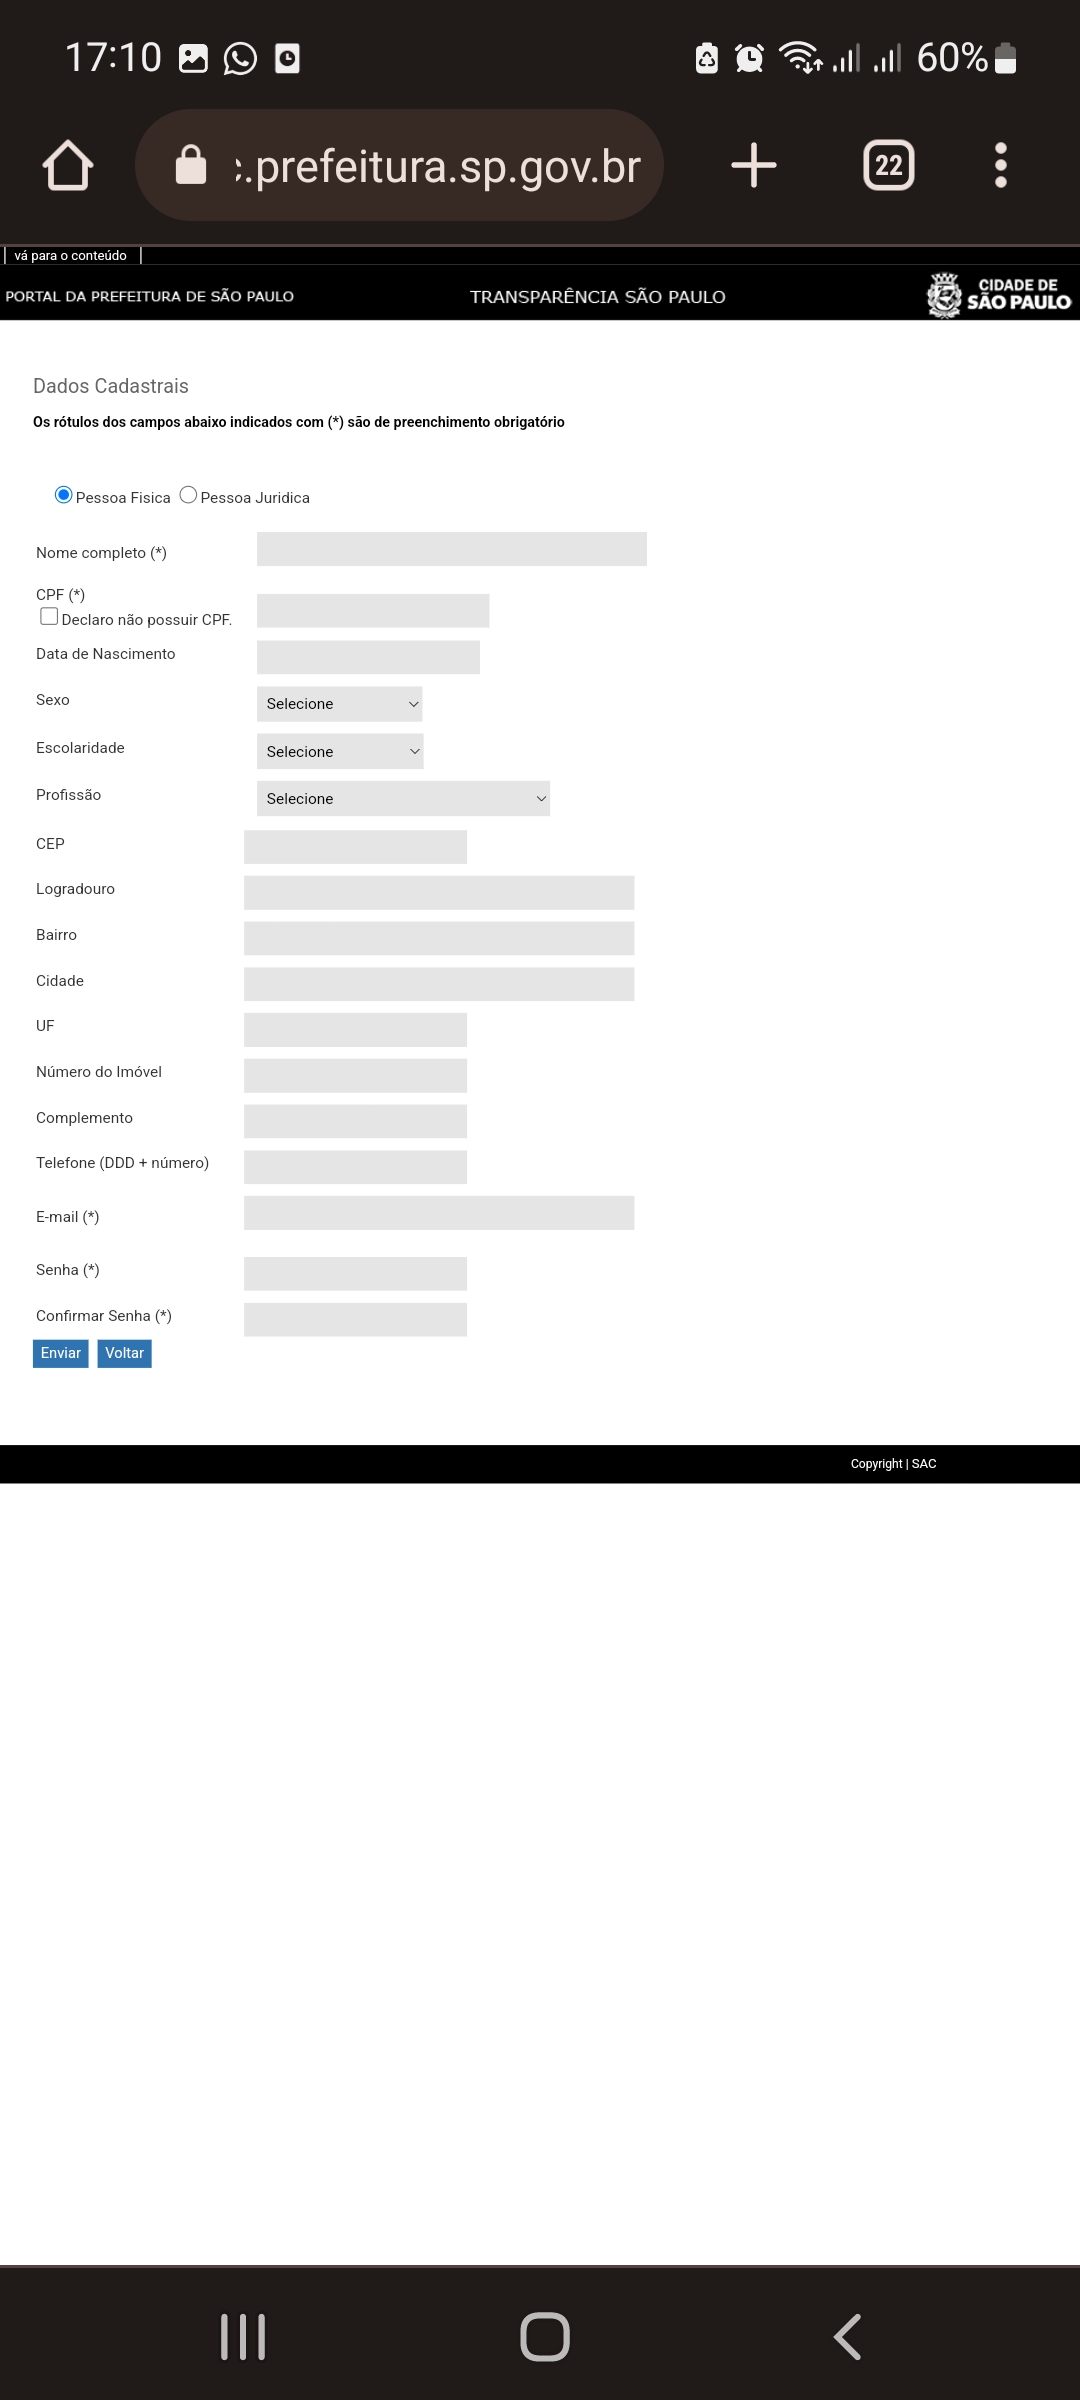 17:10
60%
.prefeitura.sp.gov.br
22
vá para o conteúdo
PORTAL DA PREFEITURA DE SÃO PAULO
TRANSPARÊNCIA SÃO PAULO
CIDADE DE
SÃO PAULO
Dados Cadastrais
Os rótulos dos campos abaixo indicados com (*) são de preenchimento obrigatório
Pessoa Fisica Pessoa Juridica
Nome completo (*)
CPF (*)
Declaro não possuir CPF.
Data de Nascimento
Sexo Selecione
Escolaridade Selecione
Profissão Selecione
CEP
Logradouro
Bairro
Cidade
UF
Número do Imóvel
Complemento
Telefone (DDD + número)
E-mail (*)
Senha (*)
Confirmar Senha (*)
Enviar Voltar
Copyright | SAC